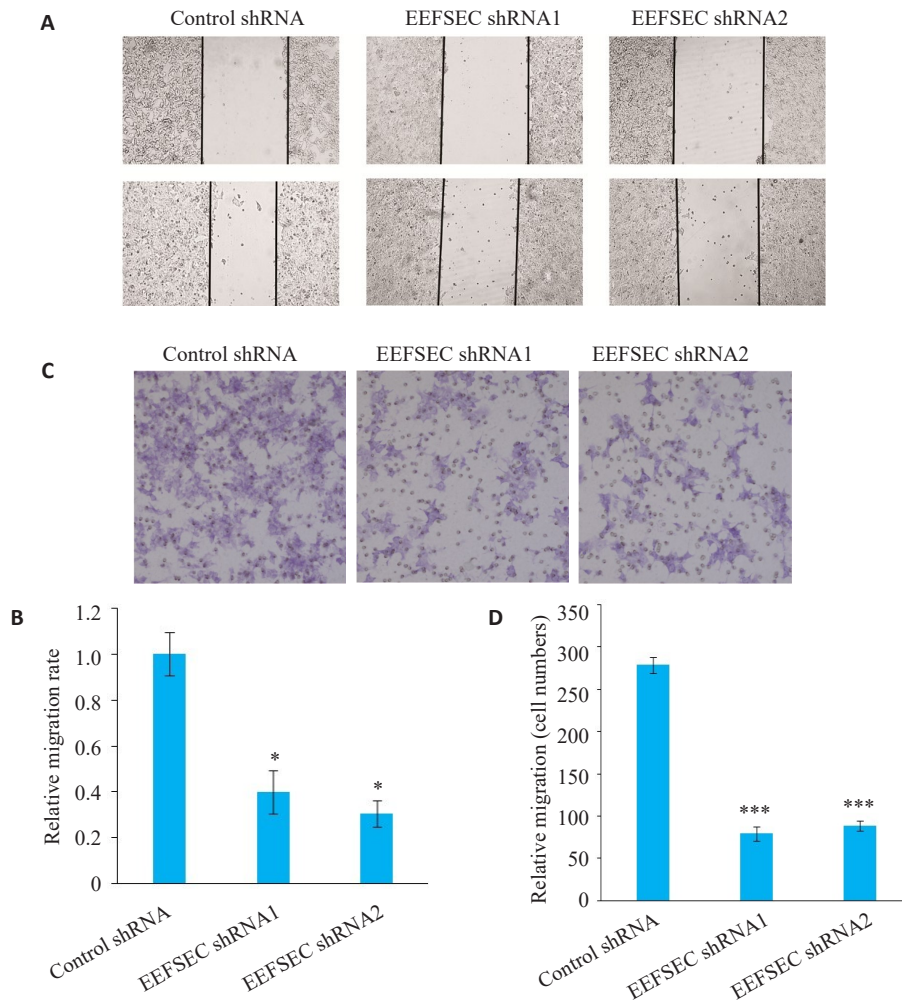 A
Control shRNA
EEFSEC shRNA1
EEFSEC shRNA2
C
Control shRNA
EEFSEC shRNA1
EEFSEC shRNA2
B
Relative migration rate
1.2
1.0
0.8
0.6
0.4
0.2
0
*
*
Control shRNA
EEFSEC shRNA1
EEFSEC shRNA2
D
Relative migration (cell numbers)
350
300
250
200
150
100
50
0
***
***
Control shRNA
EEFSEC shRNA1
EEFSEC shRNA2